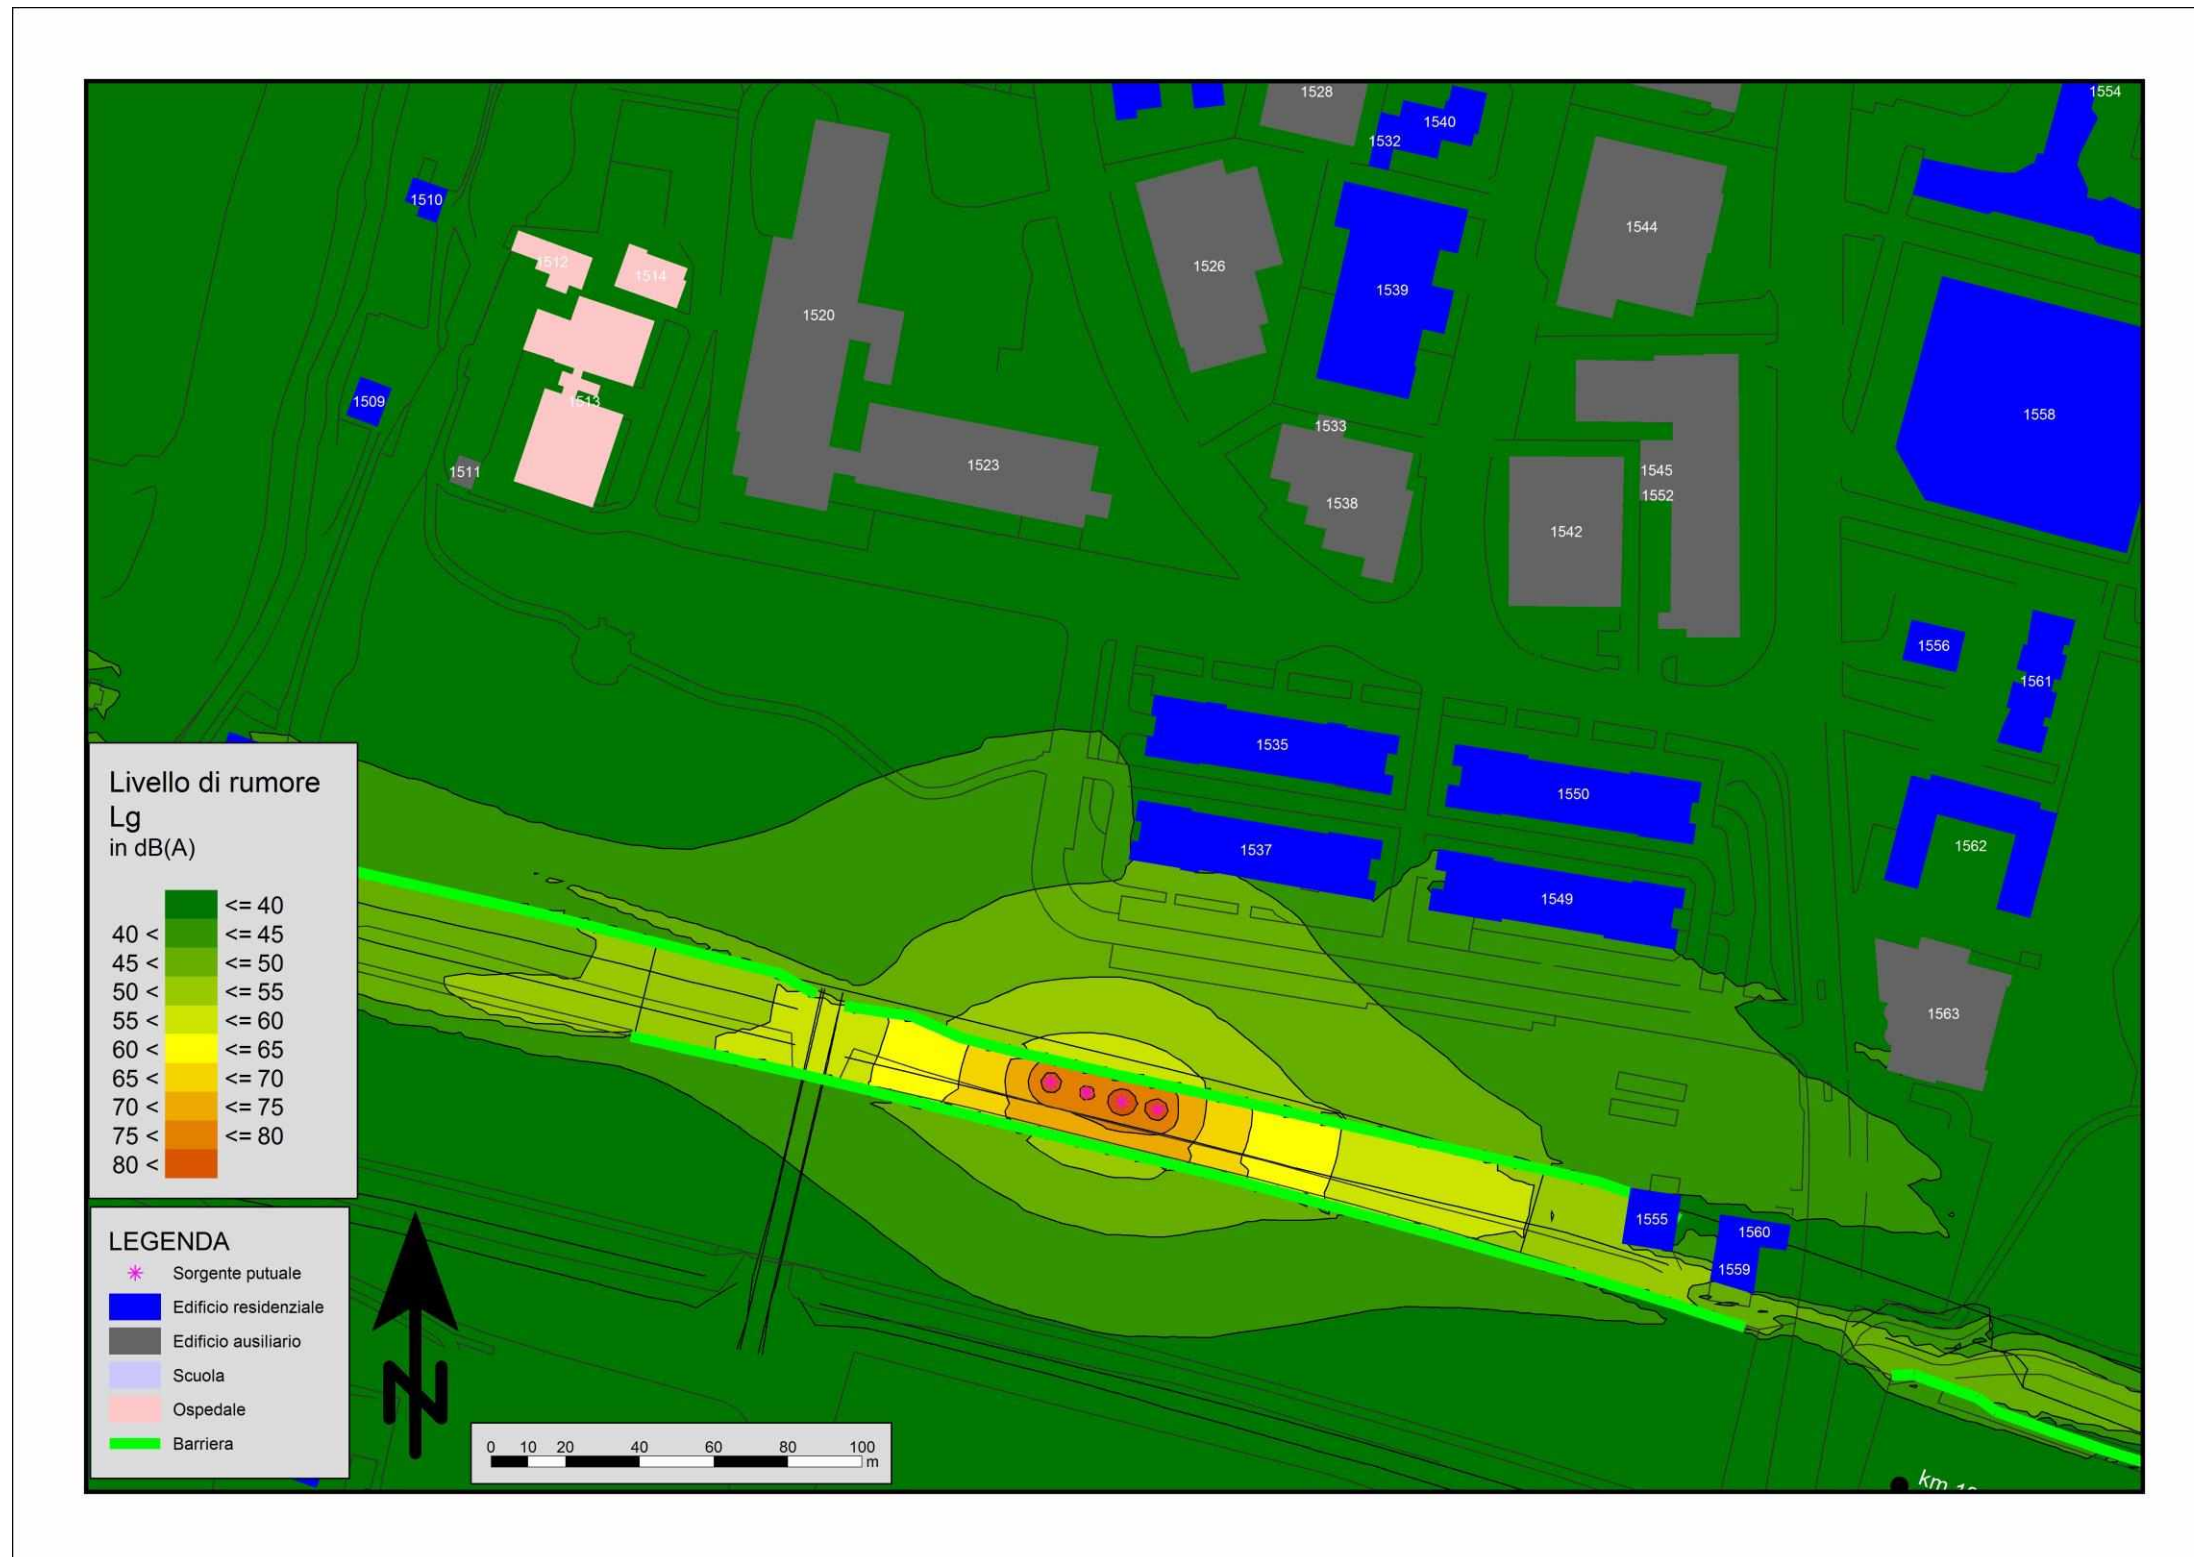 1528
1554
1540
1532
1510
1544
1512
1514
1526
1539
1520
1509
1513
1558
1533
1523
1511
1545
1552
1538
1542
1556
1561
1535
1550
1562
1537
1549
1563
1555
1560
1559
Livello di rumore
Lg
in dB(A)
<= 40
40 < <= 45
45 < <= 50
50 < <= 55
55 < <= 60
60 < <= 65
65 < <= 70
70 < <= 75
75 < <= 80
80 <
LEGENDA
Sorgente putuale
Edificio residenziale
Edificio ausiliario
Scuola
Ospedale
Barriera
N
0 10 20 40 60 80 100
m
km